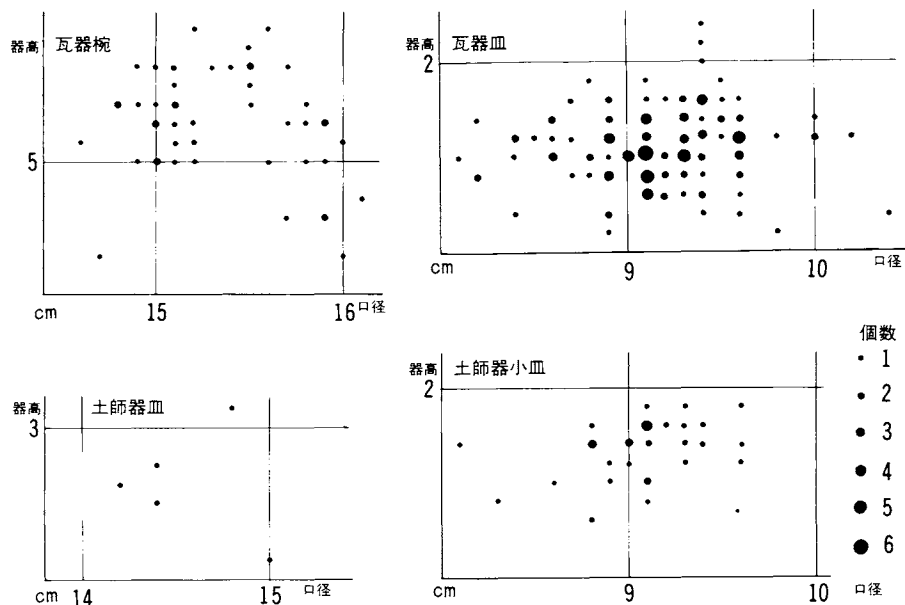 器高 瓦器椀
5
cm 15 16 口径
器高 瓦器皿
2
cm 9 10 口径
器高 土師器皿
3
cm 14 15 口径
器高 土師器小皿
2
cm 9 10 口径
個数
1
2
3
4
5
6